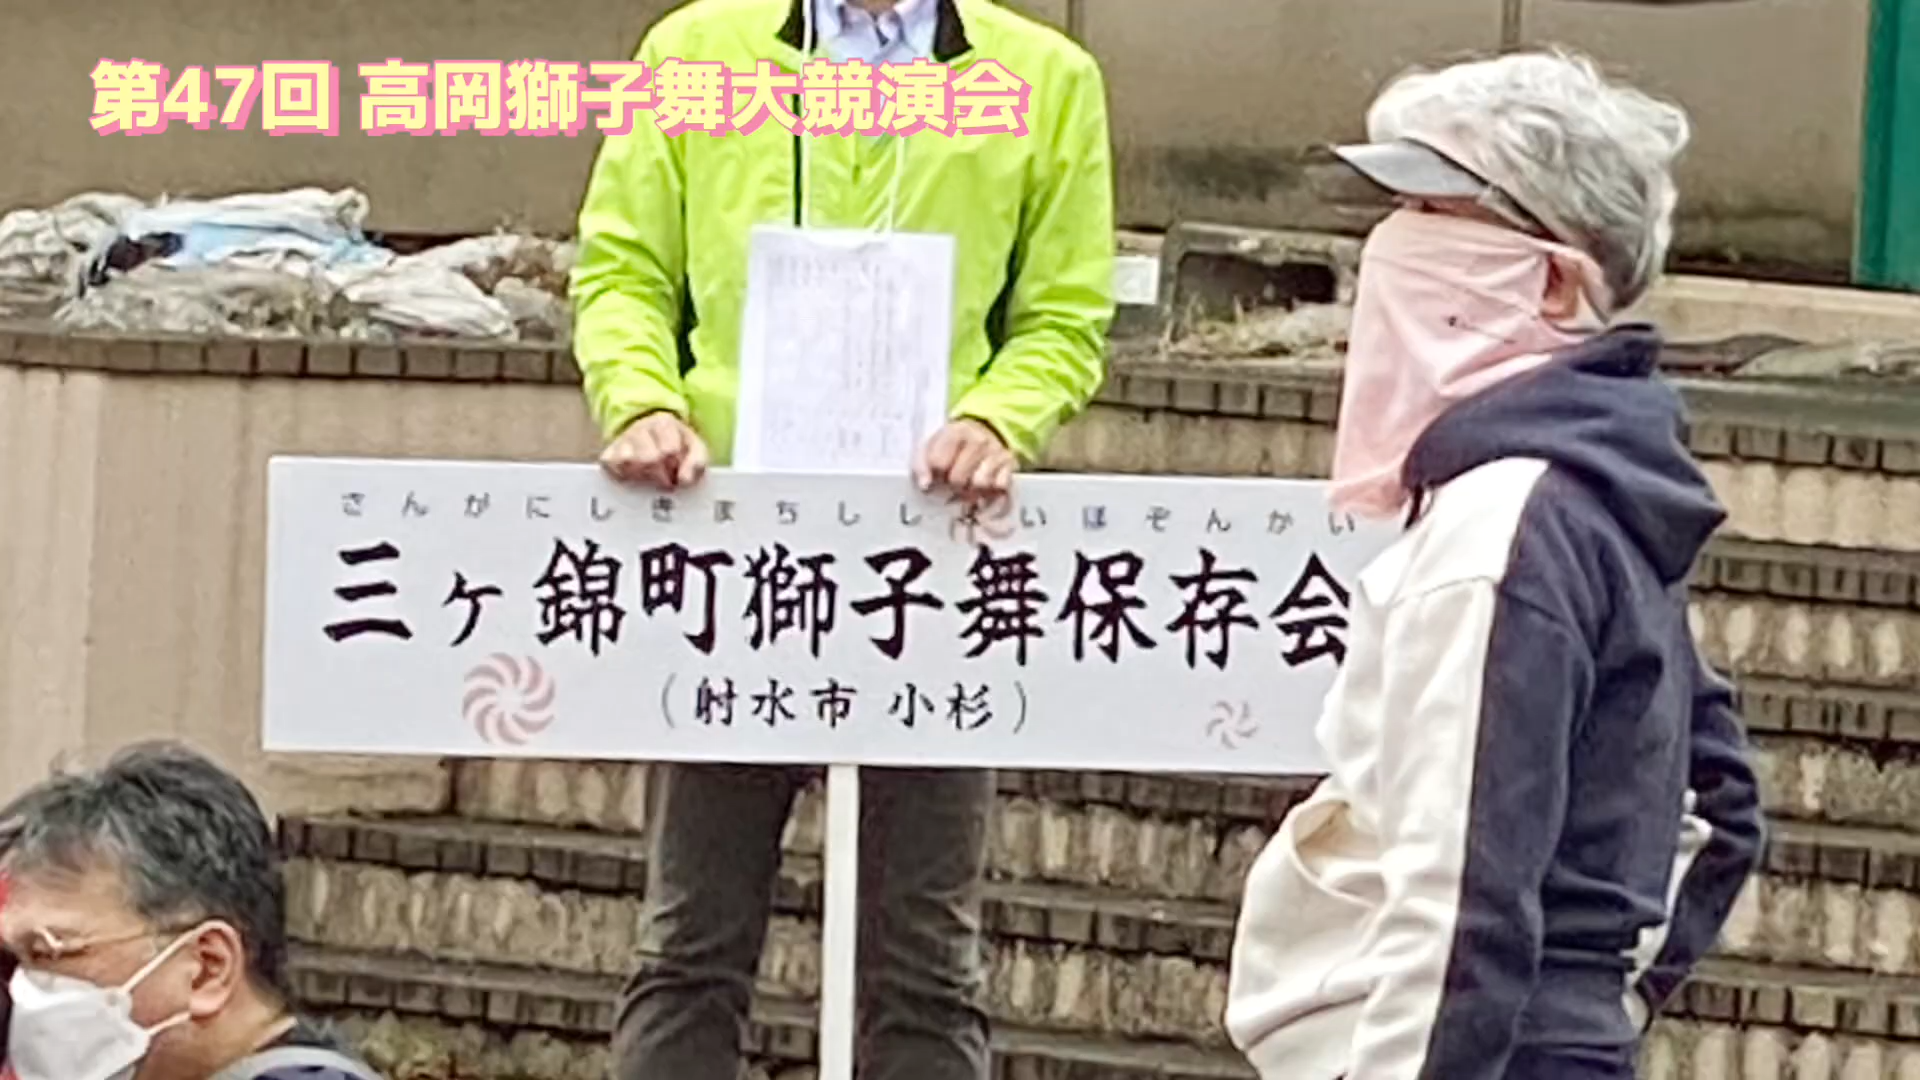 第47回 高岡獅子舞大競演会
さんがにしきまちししまいほぞんかい
三ケ錦町獅子舞保存会
(射水市 小杉)